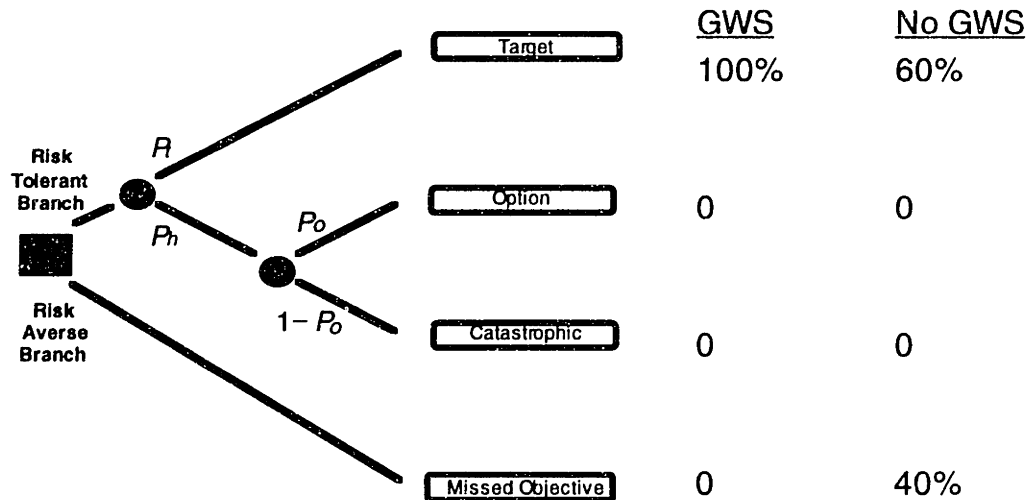 GWS No GWS
Target
100% 60%
Pt
Risk
Tolerant
Branch
Option
0 0
Po
Ph
Risk
Averse
Branch
1– Po
Catastrophic
0 0
Missed Objective
0 40%